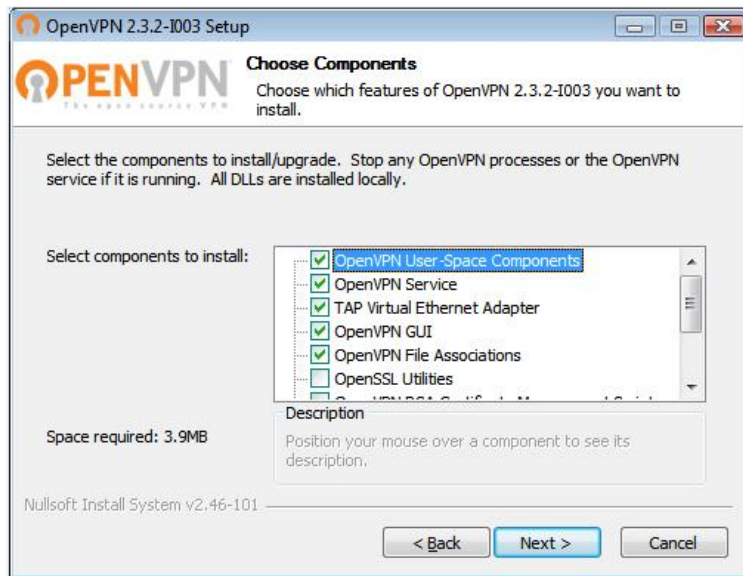 OpenVPN 2.3.2-I003 Setup
OPENVPN
The open source VPN
Choose Components
Choose which features of OpenVPN 2.3.2-I003 you want to
install.
Select the components to install/upgrade. Stop any OpenVPN processes or the OpenVPN
service if it is running. All DLLs are installed locally.
Select components to install:
OpenVPN User-Space Components
OpenVPN Service
TAP Virtual Ethernet Adapter
OpenVPN GUI
OpenVPN File Associations
OpenSSL Utilities
Space required: 3.9MB
Description
Position your mouse over a component to see its
description.
Nullsoft Install System v2.46-101
< Back
Next >
Cancel